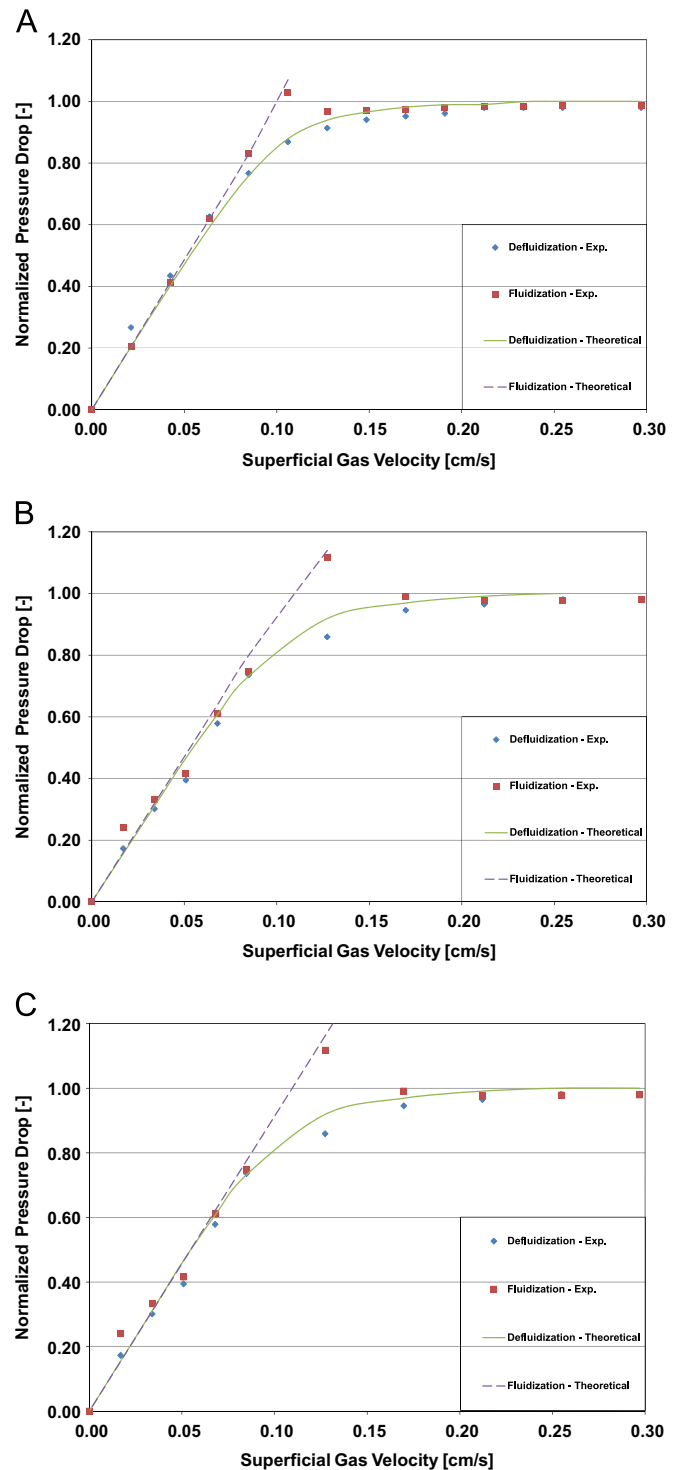 A
1.20
1.00
0.80
0.60
0.40
0.20
0.00
Normalized Pressure Drop [-]
Defluidization - Exp.
Fluidization - Exp.
Defluidization - Theoretical
Fluidization - Theoretical
0.00 0.05 0.10 0.15 0.20 0.25 0.30
Superficial Gas Velocity [cm/s]
B
1.20
1.00
0.80
0.60
0.40
0.20
0.00
Normalized Pressure Drop [-]
Defluidization - Exp.
Fluidization - Exp.
Defluidization - Theoretical
Fluidization - Theoretical
0.00 0.05 0.10 0.15 0.20 0.25 0.30
Superficial Gas Velocity [cm/s]
C
1.20
1.00
0.80
0.60
0.40
0.20
0.00
Normalized Pressure Drop [-]
Defluidization - Exp.
Fluidization - Exp.
Defluidization - Theoretical
Fluidization - Theoretical
0.00 0.05 0.10 0.15 0.20 0.25 0.30
Superficial Gas Velocity [cm/s]